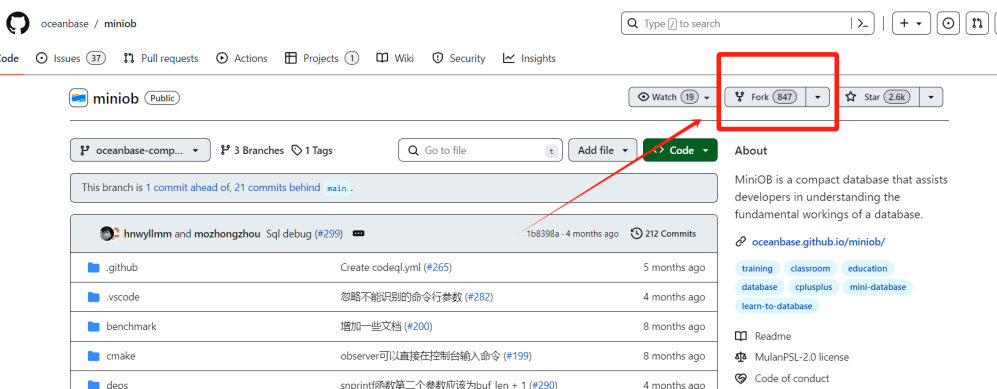 oceanbase / miniob
Type / to search
Code Issues 37 Pull requests Actions Projects 1 Wiki Security Insights
miniob Public
Watch 19 Fork 847 Star 2.6k
oceanbase-comp... 3 Branches 1 Tags Go to file t Add file <> Code
This branch is 1 commit ahead of, 21 commits behind main .
hnwyllmm and mozhongzhou Sql debug (#299) 1b8398a · 4 months ago 212 Commits
.github Create codeql.yml (#265) 5 months ago
.vscode 忽略不能识别的命令行参数 (#282) 4 months ago
benchmark 增加一些文档 (#200) 8 months ago
cmake observer可以直接在控制台输入命令 (#199) 8 months ago
deps snprintf函数第二个参数应该为buf_len + 1 (#290) 4 months ago
About
MiniOB is a compact database that assists
developers in understanding the
fundamental workings of a database.
oceanbase.github.io/miniob/
training classroom education
database cplusplus mini-database
learn-to-database
Readme
MulanPSL-2.0 license
Code of conduct